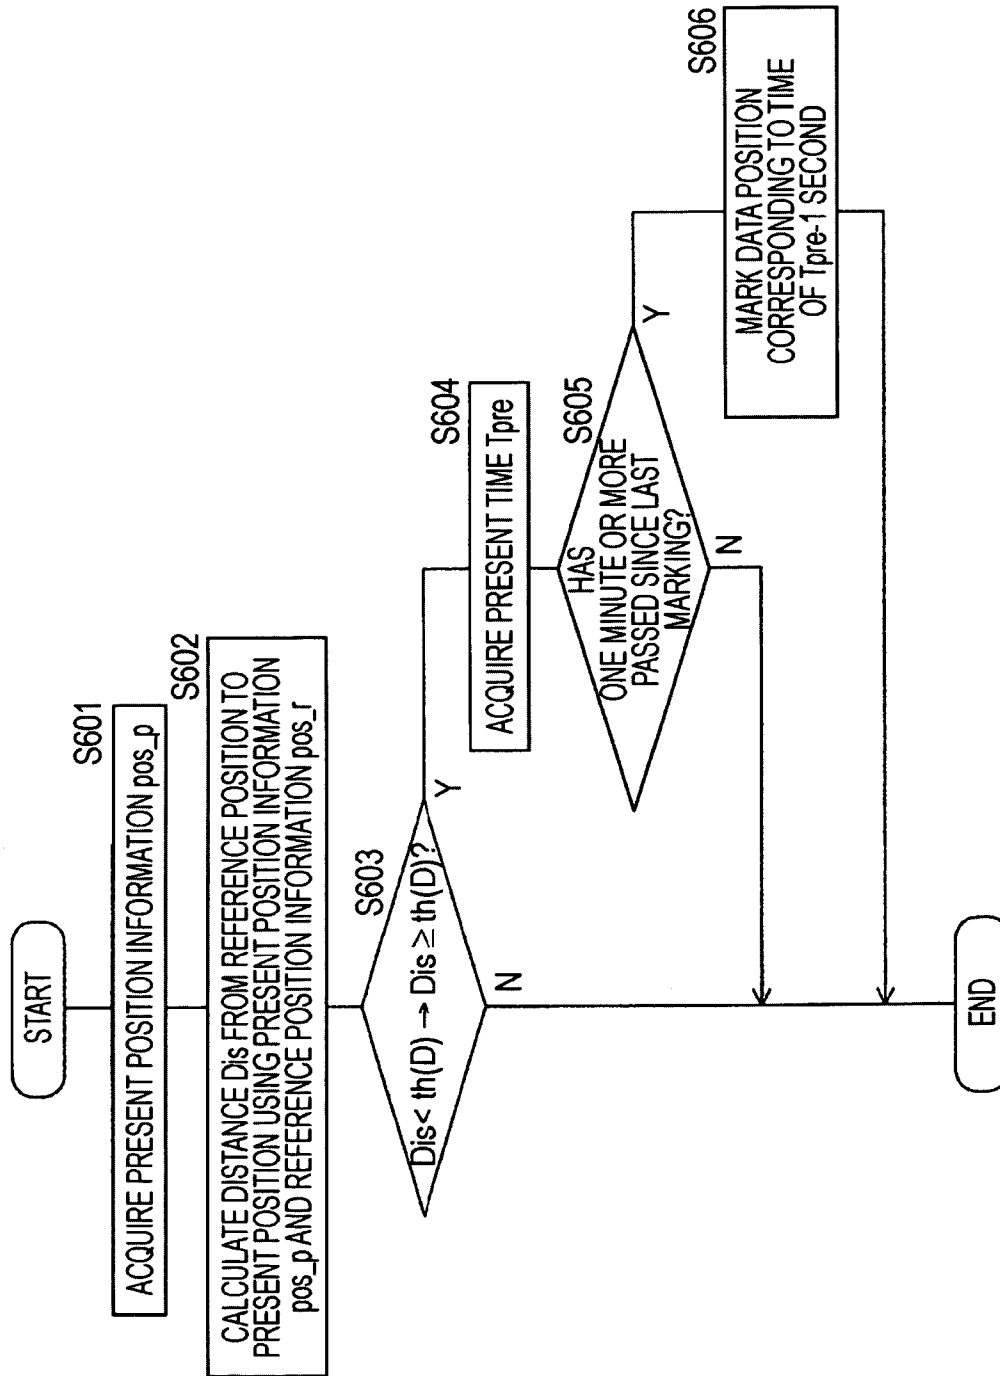 START
S601
ACQUIRE PRESENT POSITION INFORMATION pos_p
S602
CALCULATE DISTANCE Dis FROM REFERENCE POSITION TO
PRESENT POSITION USING PRESENT POSITION INFORMATION
pos_p AND REFERENCE POSITION INFORMATION pos_r
S603
Dis< th(D) → Dis ≥ th(D)?
Y
N
S604
ACQUIRE PRESENT TIME Tpre
S605
HAS
ONE MINUTE OR MORE
PASSED SINCE LAST
MARKING?
Y
N
S606
MARK DATA POSITION
CORRESPONDING TO TIME
OF Tpre-1 SECOND
END